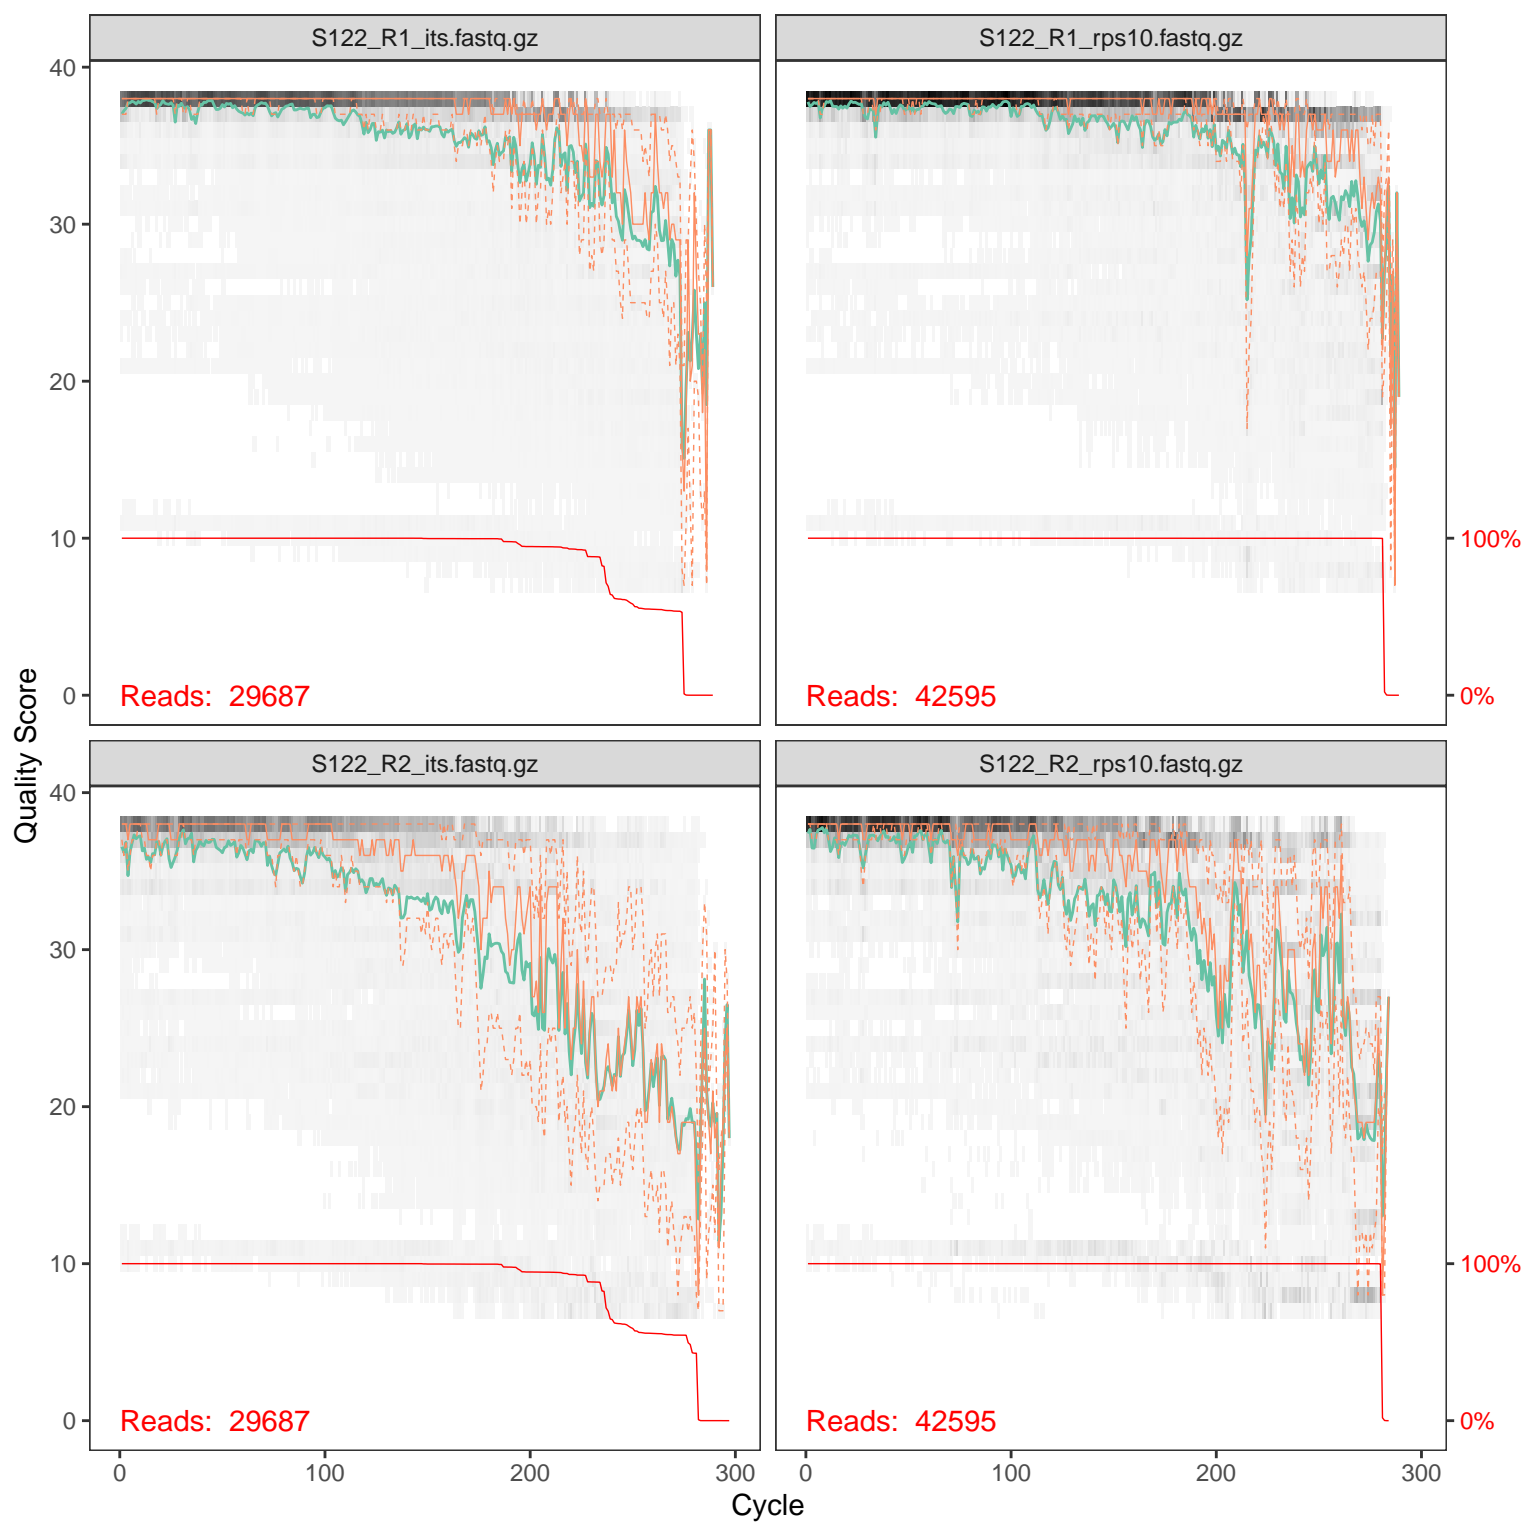 S122_R1_its.fastq.gz
S122_R1_rps10.fastq.gz
40
30
20
10
0
Reads: 29687
Reads: 42595
100%
0%
Quality Score
S122_R2_its.fastq.gz
S122_R2_rps10.fastq.gz
40
30
20
10
0
Reads: 29687
Reads: 42595
100%
0%
0 100 200 300
0 100 200 300
Cycle